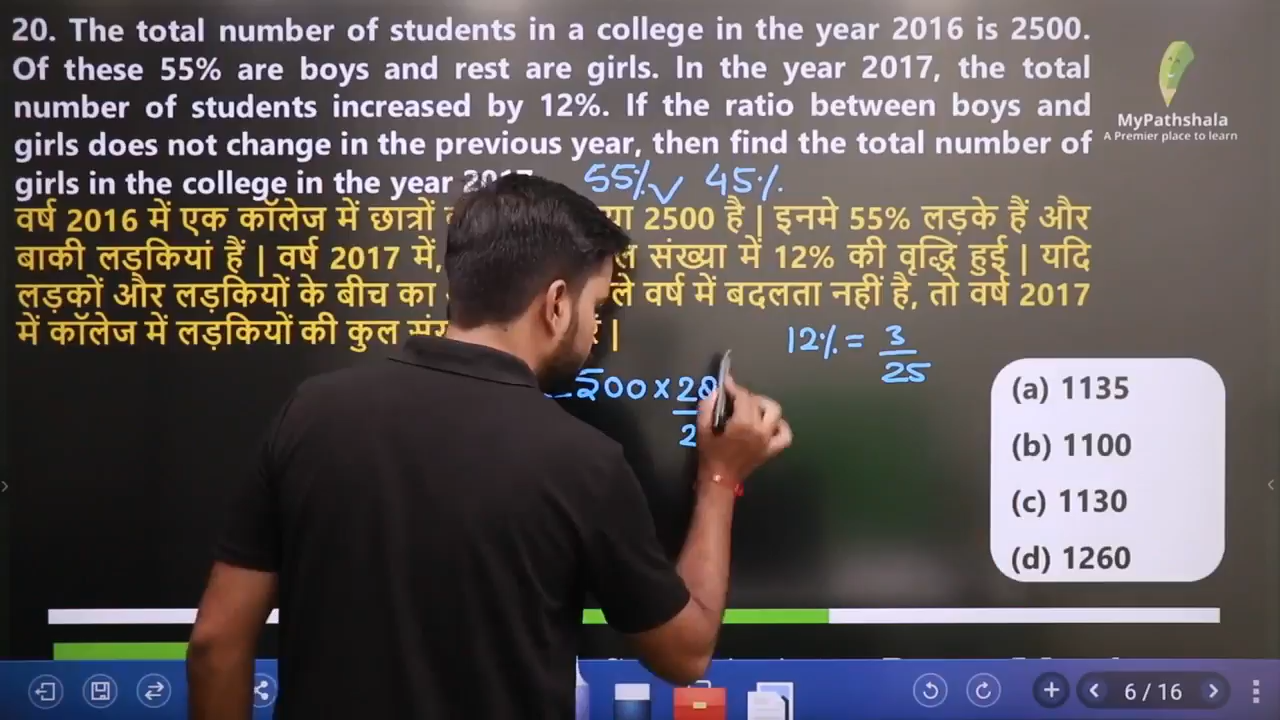 20. The total number of students in a college in the year 2016 is 2500.
Of these 55% are boys and rest are girls. In the year 2017, the total
number of students increased by 12%. If the ratio between boys and
girls does not change in the previous year, then find the total number of
girls in the college in the year
55% ✓ 45%.
वर्ष 2016 में एक कॉलेज में छात्रों 2500 है | इनमे 55% लड़के हैं और
बाकी लड़कियां हैं | वर्ष 2017 में, संख्या में 12% की वृद्धि हुई | यदि
लड़कों और लड़कियों के बीच का वर्ष में बदलता नहीं है, तो वर्ष 2017
में कॉलेज में लड़कियों की कुल |
12% = 3/25
500 × 28
2
(a) 1135
(b) 1100
(c) 1130
(d) 1260
MyPathshala
A Premier place to learn
6 / 16